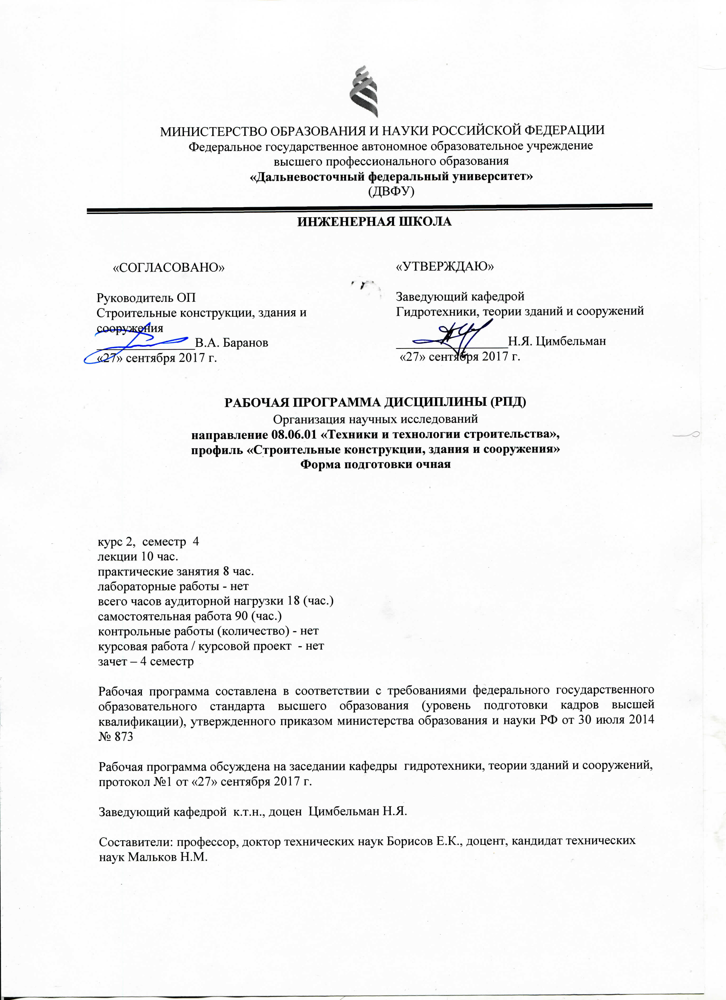 МИНИСТЕРСТВО ОБРАЗОВАНИЯ И НАУКИ РОССИЙСКОЙ ФЕДЕРАЦИИ
Федеральное государственное автономное образовательное учреждение
высшего профессионального образования
«Дальневосточный федеральный университет»
(ДВФУ)
ИНЖЕНЕРНАЯ ШКОЛА
«СОГЛАСОВАНО»
Руководитель ОП
Строительные конструкции, здания и
сооружения
В.А. Баранов
«27» сентября 2017 г.
«УТВЕРЖДАЮ»
Заведующий кафедрой
Гидротехники, теории зданий и сооружений
Н.Я. Цимбельман
«27» сентября 2017 г.
РАБОЧАЯ ПРОГРАММА ДИСЦИПЛИНЫ (РПД)
Организация научных исследований
направление 08.06.01 «Техники и технологии строительства»,
профиль «Строительные конструкции, здания и сооружения»
Форма подготовки очная
курс 2, семестр 4
лекции 10 час.
практические занятия 8 час.
лабораторные работы - нет
всего часов аудиторной нагрузки 18 (час.)
самостоятельная работа 90 (час.)
контрольные работы (количество) - нет
курсовая работа / курсовой проект - нет
зачет – 4 семестр
Рабочая программа составлена в соответствии с требованиями федерального государственного
образовательного стандарта высшего образования (уровень подготовки кадров высшей
квалификации), утвержденного приказом министерства образования и науки РФ от 30 июля 2014
№ 873
Рабочая программа обсуждена на заседании кафедры гидротехники, теории зданий и сооружений,
протокол №1 от «27» сентября 2017 г.
Заведующий кафедрой к.т.н., доцен Цимбельман Н.Я.
Составители: профессор, доктор технических наук Борисов Е.К., доцент, кандидат технических
наук Мальков Н.М.